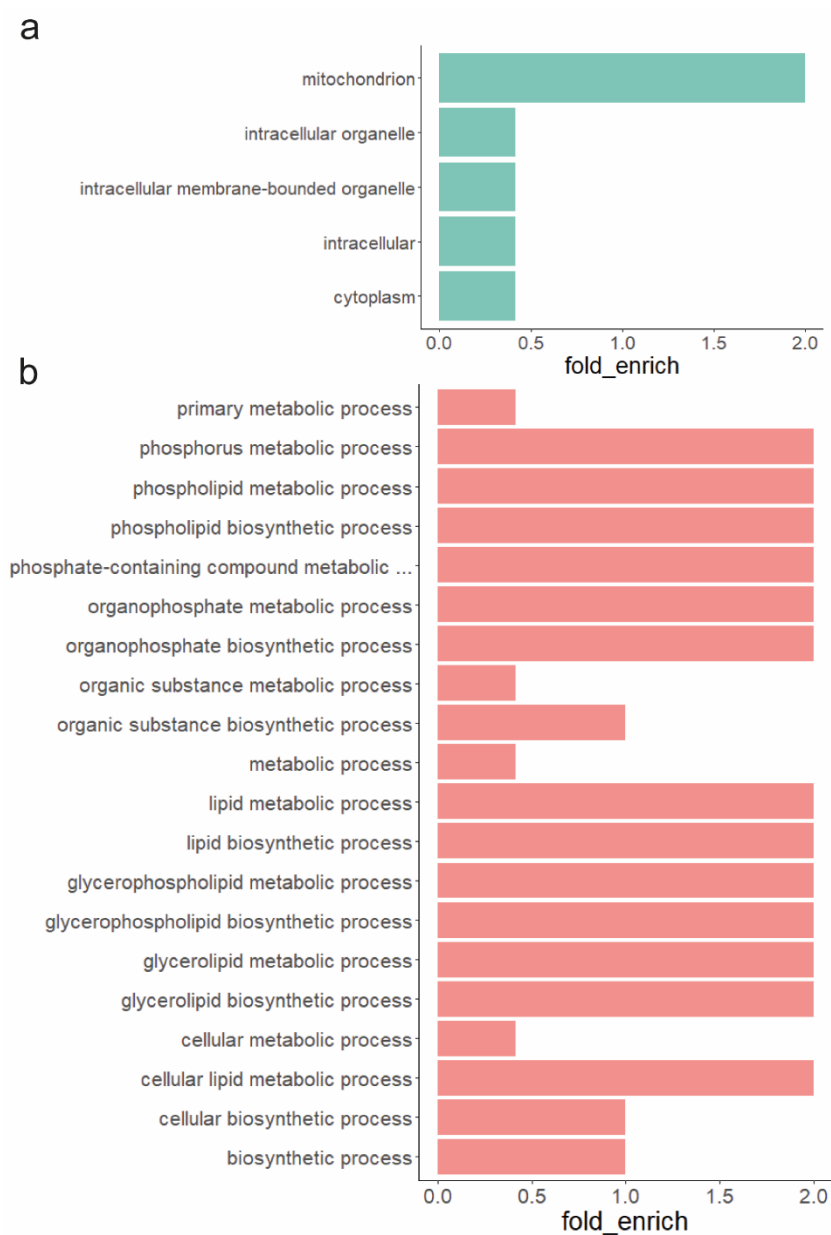 a
mitochondrion
intracellular organelle
intracellular membrane-bounded organelle
intracellular
cytoplasm
0.0 0.5 1.0 1.5 2.0
fold_enrich
b
primary metabolic process
phosphorus metabolic process
phospholipid metabolic process
phospholipid biosynthetic process
phosphate-containing compound metabolic ...
organophosphate metabolic process
organophosphate biosynthetic process
organic substance metabolic process
organic substance biosynthetic process
metabolic process
lipid metabolic process
lipid biosynthetic process
glycerophospholipid metabolic process
glycerophospholipid biosynthetic process
glycerolipid metabolic process
glycerolipid biosynthetic process
cellular metabolic process
cellular lipid metabolic process
cellular biosynthetic process
biosynthetic process
0.0 0.5 1.0 1.5 2.0
fold_enrich